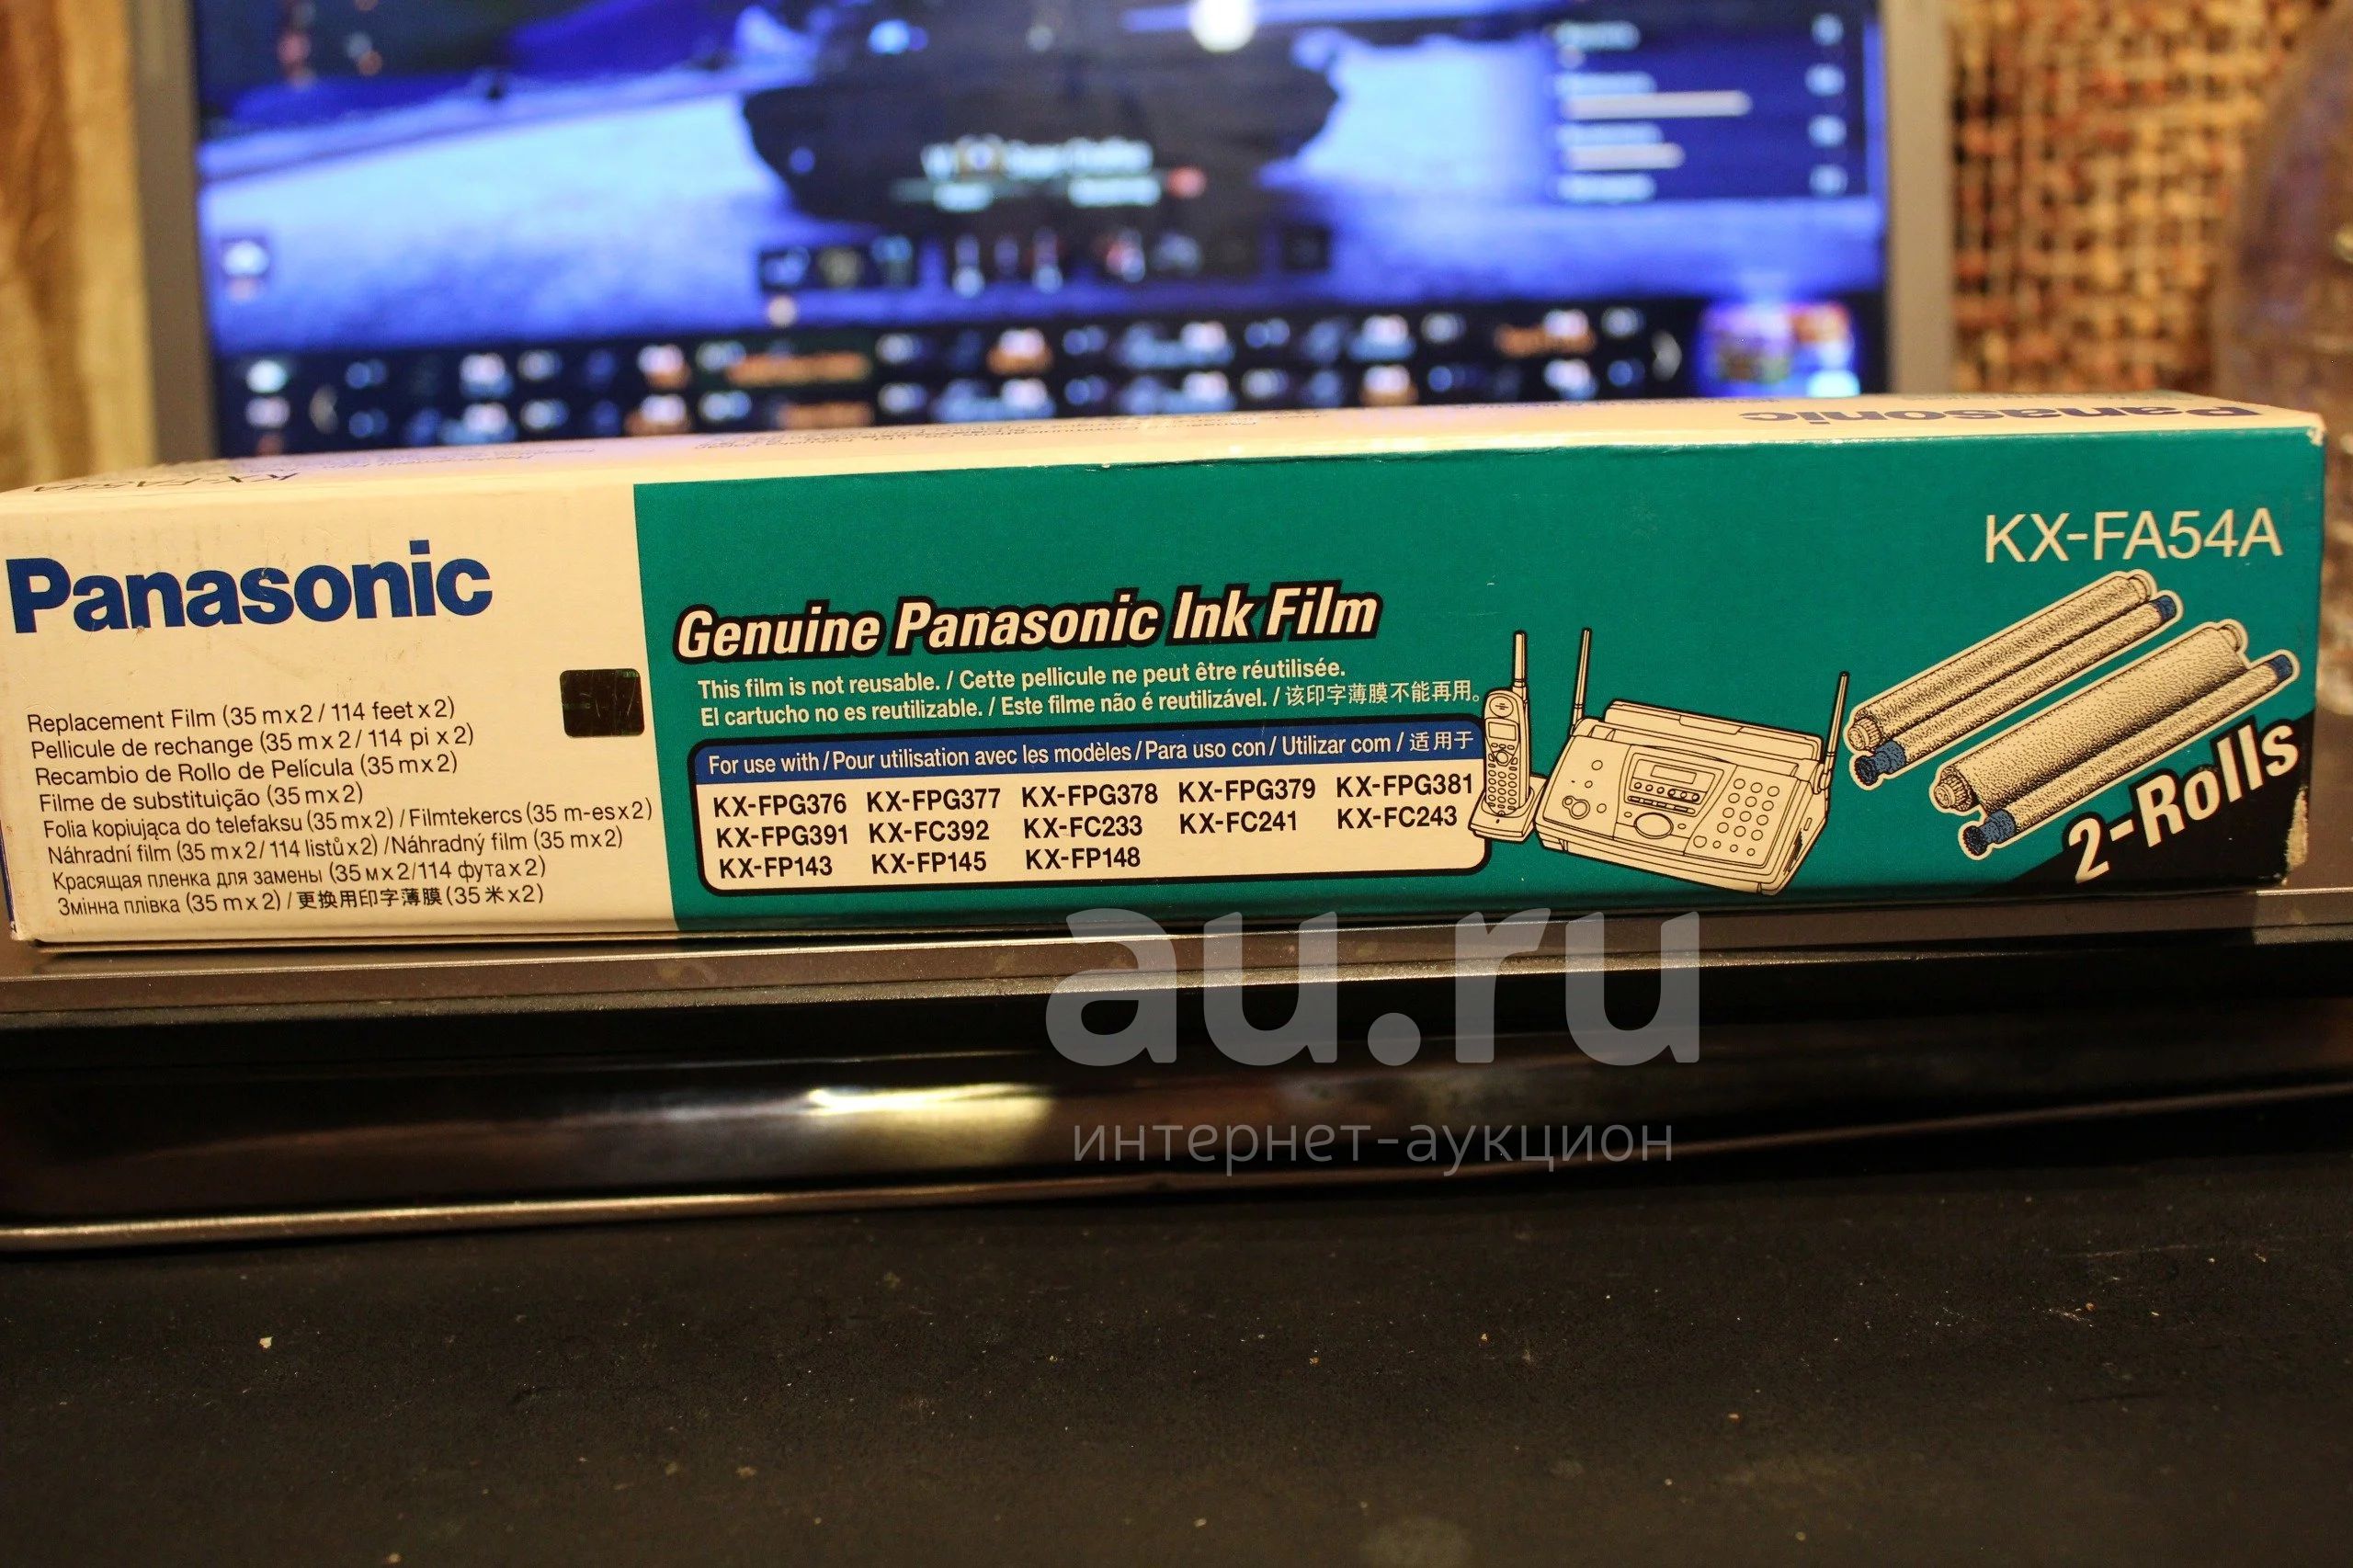 Panasonic
KX-FA54A
Panasonic
Replacement Film (35 m x 2 / 114 feet x 2)
Pellicule de rechange (35 m x 2 / 114 pi x 2)
Recambio de Rollo de Película (35 m x 2)
Filme de substituição (35 m x 2)
Folia kopiująca do telefaksu (35 m x 2) / Filmtekercs (35 m-es x 2)
Náhradní film (35 m x 2/ 114 listů x 2) /Náhradný film (35 m x 2)
Красящая пленка для замены (35 м x 2/114 фута x 2)
Змінна плівка (35 m x 2) / 更換用印字薄膜 (35 米 x 2)
Genuine Panasonic Ink Film
This film is not reusable. / Cette pellicule ne peut être réutilisée.
El cartucho no es reutilizable. / Este filme não é reutilizável. / 该印字薄膜不能再用。
For use with / Pour utilisation avec les modèles / Para uso con / Utilizar com / 适用于
KX-FPG376 KX-FPG377 KX-FPG378 KX-FPG379 KX-FPG381
KX-FPG391 KX-FC392 KX-FC233 KX-FC241 KX-FC243
KX-FP143 KX-FP145 KX-FP148
KX-FA54A
2-Rolls
au.ru
интернет-аукцион